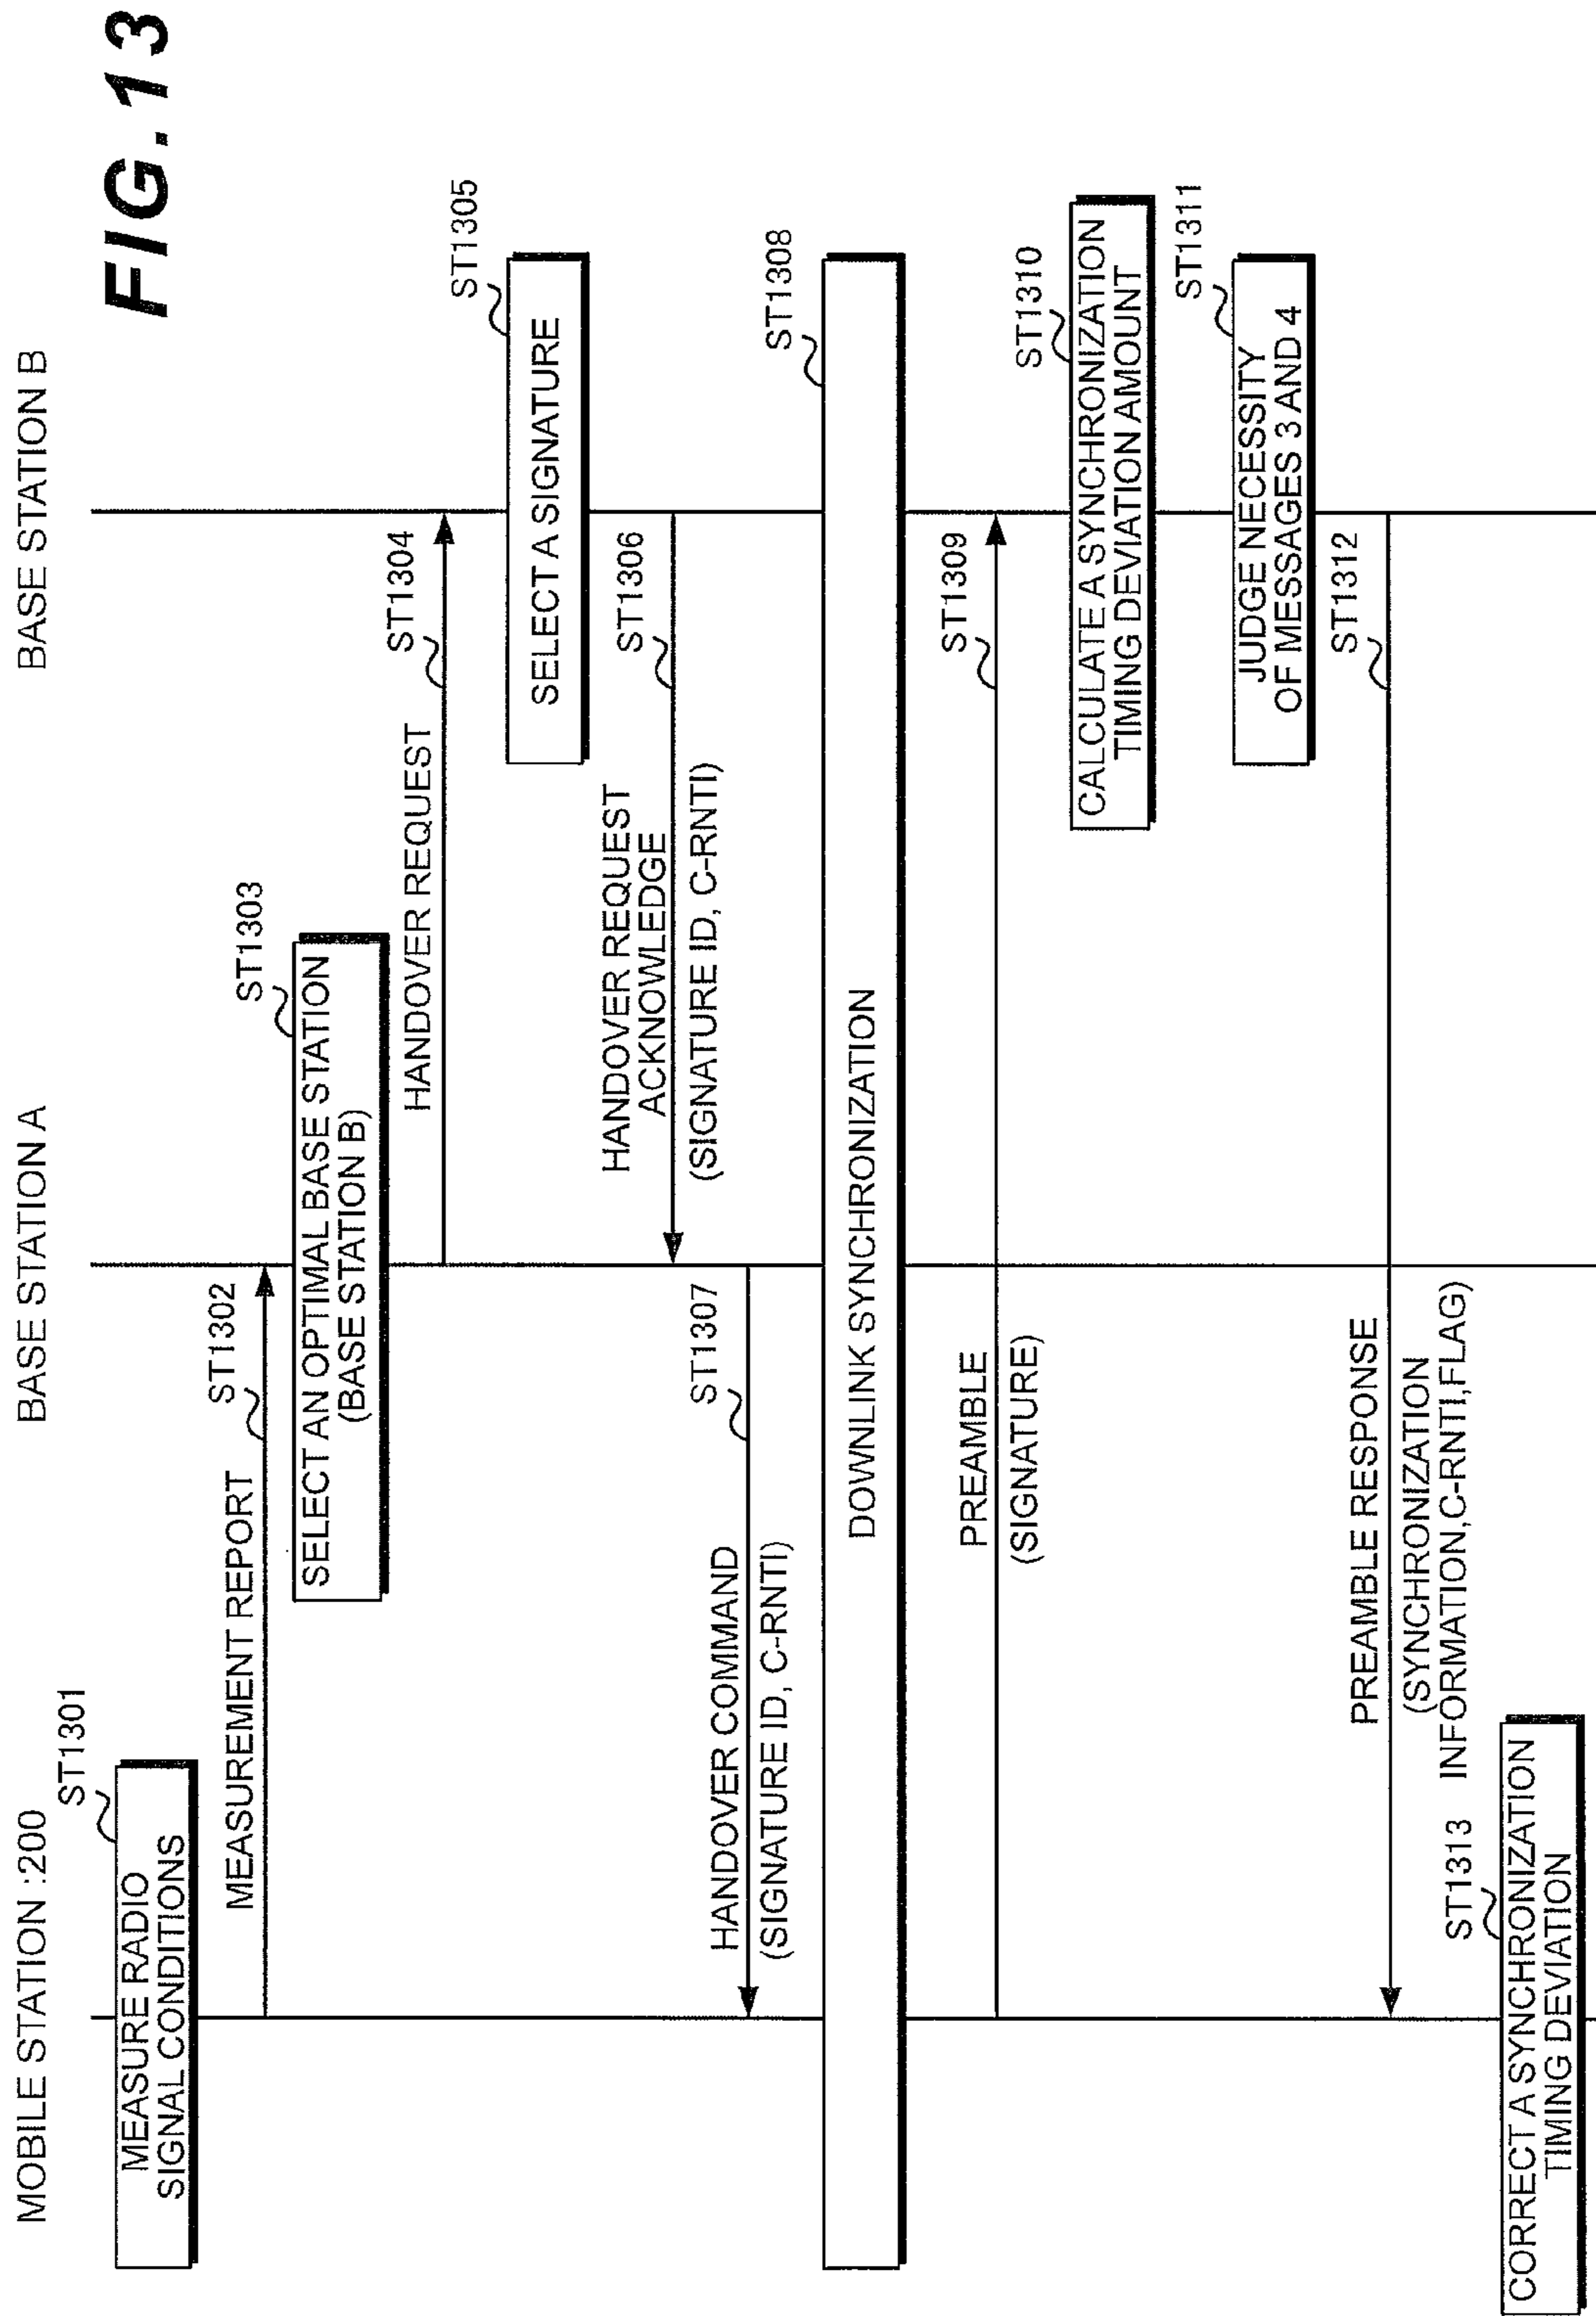 FIG.13
MOBILE STATION :200
BASE STATION A
BASE STATION B
ST1301
MEASURE RADIO
SIGNAL CONDITIONS
ST1302
MEASUREMENT REPORT
ST1303
SELECT AN OPTIMAL BASE STATION
(BASE STATION B)
ST1304
HANDOVER REQUEST
ST1305
SELECT A SIGNATURE
ST1306
HANDOVER REQUEST
ACKNOWLEDGE
(SIGNATURE ID, C-RNTI)
ST1307
HANDOVER COMMAND
(SIGNATURE ID, C-RNTI)
ST1308
DOWNLINK SYNCHRONIZATION
ST1309
PREAMBLE
(SIGNATURE)
ST1310
CALCULATE A SYNCHRONIZATION
TIMING DEVIATION AMOUNT
ST1311
JUDGE NECESSITY
OF MESSAGES 3 AND 4
ST1312
PREAMBLE RESPONSE
(SYNCHRONIZATION
INFORMATION,C-RNTI,FLAG)
ST1313
CORRECT A SYNCHRONIZATION
TIMING DEVIATION